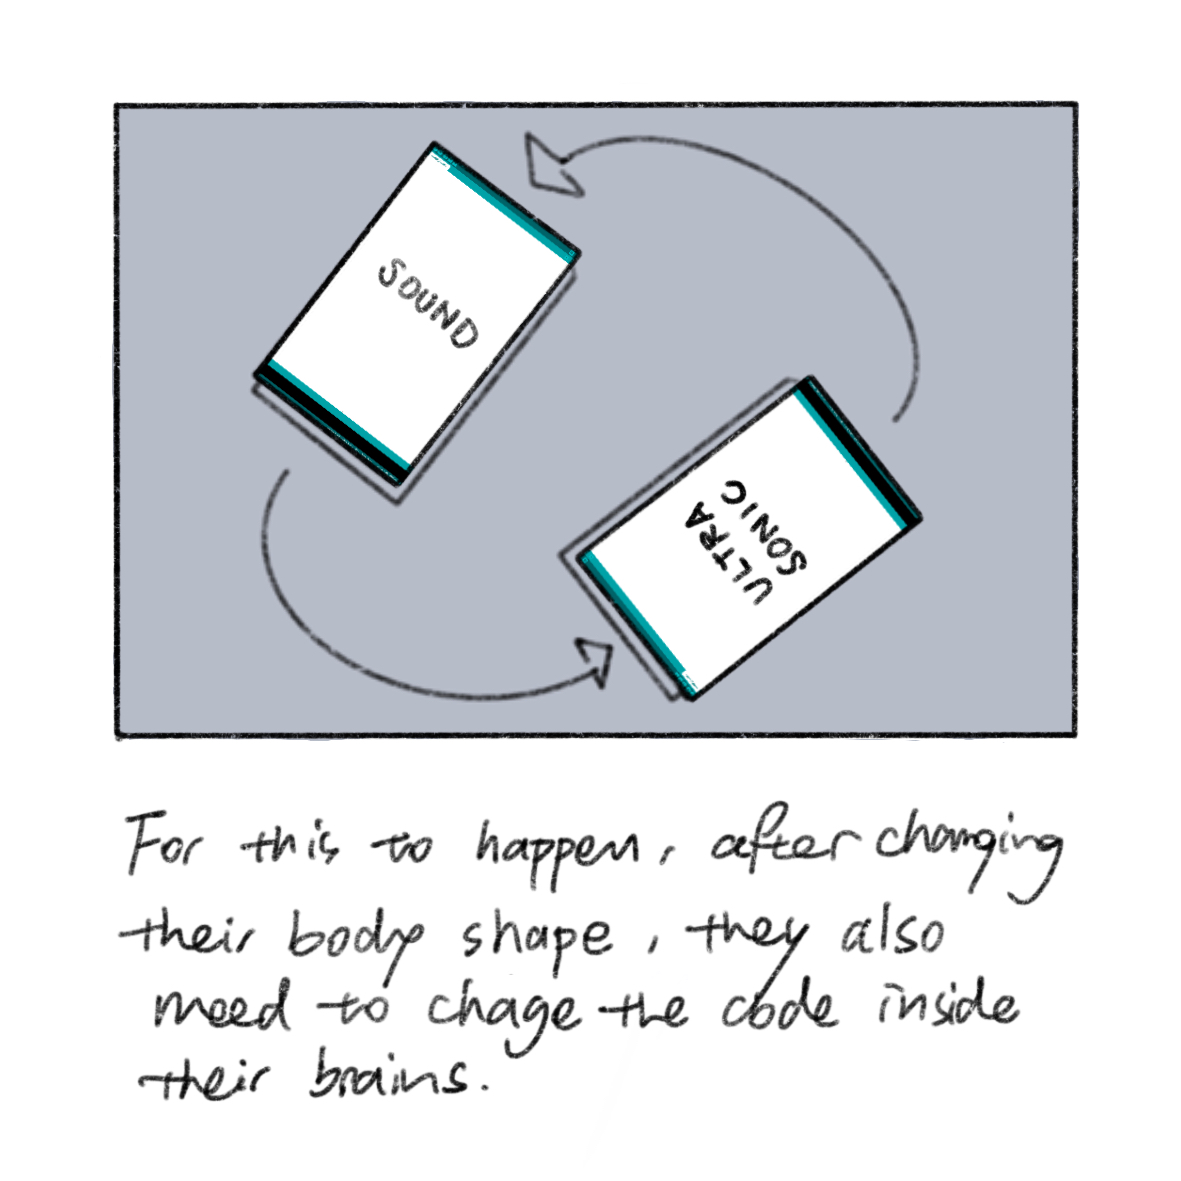 SOUND
ULTRA
SONIC
For this to happen, after changing
their body shape, they also
need to chage the code inside
their brains.